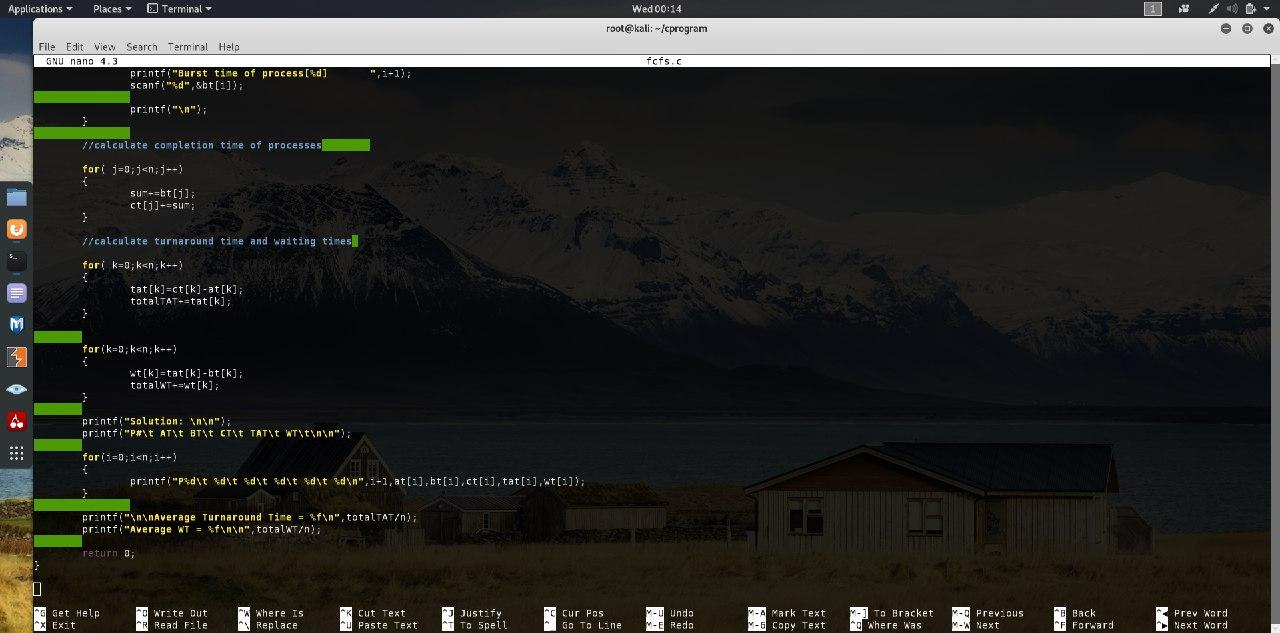 Applications Places Terminal Wed 00:14 1
root@kali: ~/cprogram
File Edit View Search Terminal Help
GNU nano 4.3 fcfs.c
printf("Burst time of process[%d] ",i+1);
scanf("%d",&bt[i]);
printf("\n");
}
//calculate completion time of processes
for( j=0;j<n;j++)
{
sum+=bt[j];
ct[j]+=sum;
}
//calculate turnaround time and waiting times
for( k=0;k<n;k++)
{
tat[k]=ct[k]-at[k];
totalTAT+=tat[k];
}
for(k=0;k<n;k++)
{
wt[k]=tat[k]-bt[k];
totalWT+=wt[k];
}
printf("Solution: \n\n");
printf("P#\t AT\t BT\t CT\t TAT\t WT\t\n\n");
for(i=0;i<n;i++)
{
printf("P%d\t %d\t %d\t %d\t %d\t %d\n",i+1,at[i],bt[i],ct[i],tat[i],wt[i]);
}
printf("\n\nAverage Turnaround Time = %f\n",totalTAT/n);
printf("Average WT = %f\n\n",totalWT/n);
return 0;
}
^G Get Help ^O Write Out ^W Where Is ^K Cut Text ^J Justify ^C Cur Pos M-U Undo M-A Mark Text M-] To Bracket M-Q Previous ^B Back ^◀ Prev Word
^X Exit ^R Read File ^\ Replace ^U Paste Text ^T To Spell ^_ Go To Line M-E Redo M-6 Copy Text ^Q Where Was M-W Next ^F Forward ^▶ Next Word